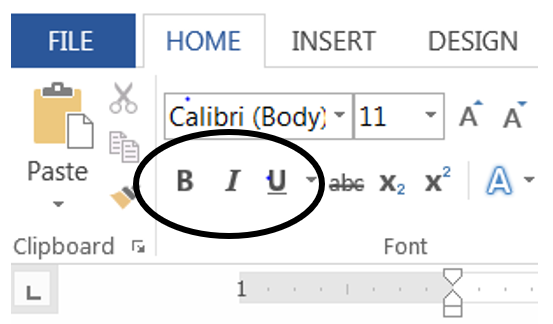 FILE HOME INSERT DESIGN
Calibri (Body) 11 A A
Paste B I U abc X₂ X² A
Clipboard Font
L 1